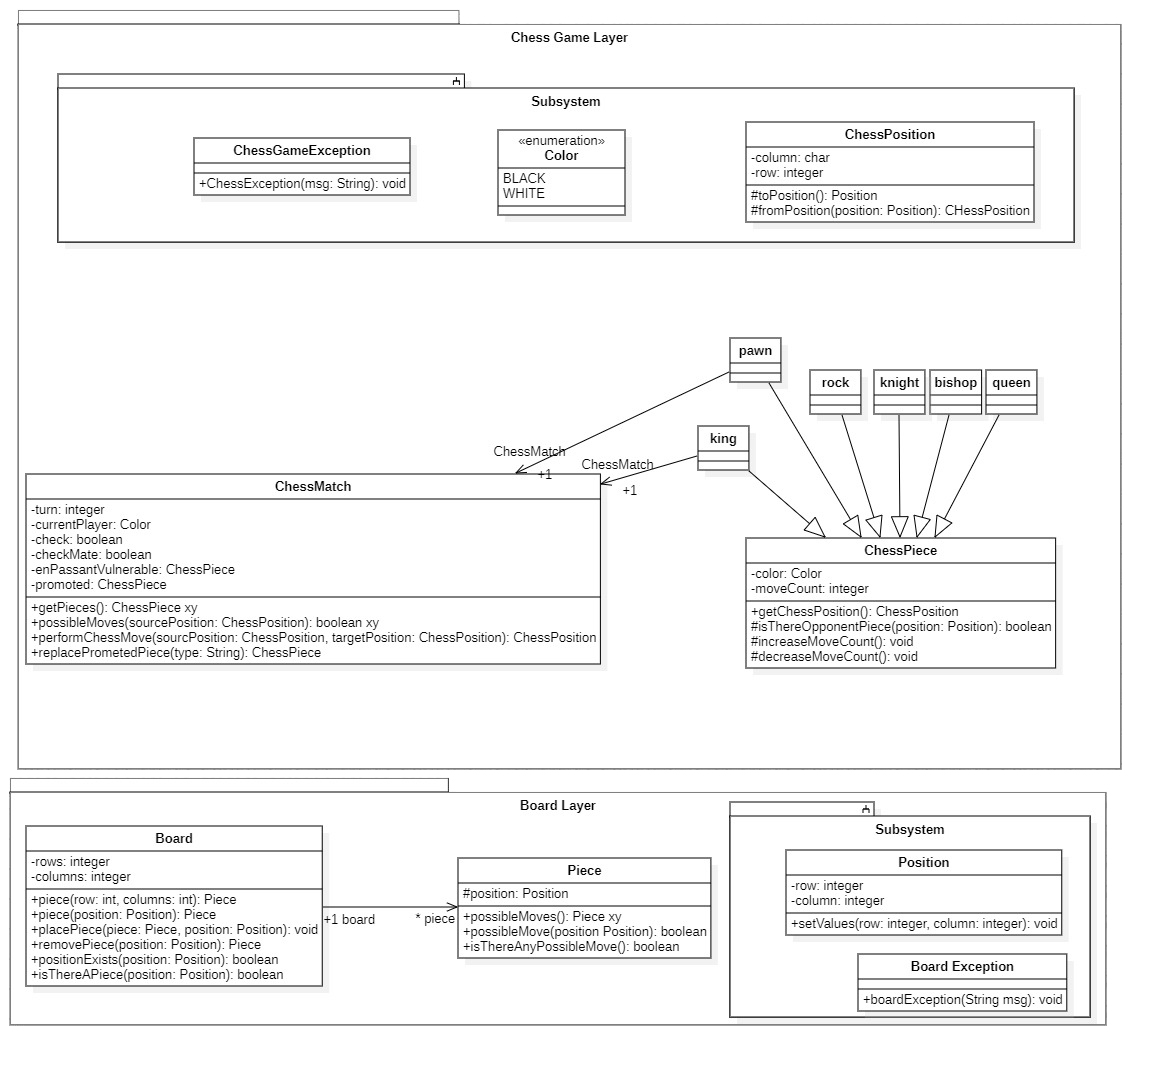 Chess Game Layer
Subsystem
ChessGameException
+ChessException(msg: String): void
«enumeration»
Color
BLACK
WHITE
ChessPosition
-column: char
-row: integer
#toPosition(): Position
#fromPosition(position: Position): CHessPosition
pawn
rock
knight
bishop
queen
king
ChessMatch
+1
ChessMatch
+1
ChessMatch
-turn: integer
-currentPlayer: Color
-check: boolean
-checkMate: boolean
-enPassantVulnerable: ChessPiece
-promoted: ChessPiece
+getPieces(): ChessPiece xy
+possibleMoves(sourcePosition: ChessPosition): boolean xy
+performChessMove(sourcPosition: ChessPosition, targetPosition: ChessPosition): ChessPosition
+replacePrometedPiece(type: String): ChessPiece
ChessPiece
-color: Color
-moveCount: integer
+getChessPosition(): ChessPosition
#isThereOpponentPiece(position: Position): boolean
#increaseMoveCount(): void
#decreaseMoveCount(): void
Board Layer
Board
-rows: integer
-columns: integer
+piece(row: int, columns: int): Piece
+piece(position: Position): Piece
+placePiece(piece: Piece, position: Position): void
+removePiece(position: Position): Piece
+positionExists(position: Position): boolean
+isThereAPiece(position: Position): boolean
+1 board
* piece
Piece
#position: Position
+possibleMoves(): Piece xy
+possibleMove(position Position): boolean
+isThereAnyPossibleMove(): boolean
Subsystem
Position
-row: integer
-column: integer
+setValues(row: integer, column: integer): void
Board Exception
+boardException(String msg): void